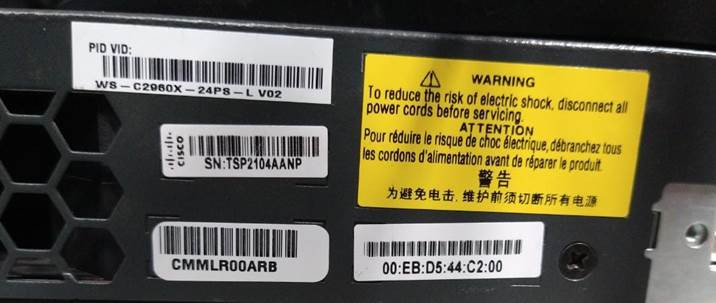 PID VID:
WS-C2960X-24PS-L V02
CISCO
SN:TSP2104AANP
CMMLR00ARB
WARNING
To reduce the risk of electric shock, disconnect all
power cords before servicing.
ATTENTION
Pour réduire le risque de choc électrique, débranchez tous
les cordons d'alimentation avant de réparer le produit.
警告
为避免电击, 维护前须切断所有电源
00:EB:D5:44:C2:00